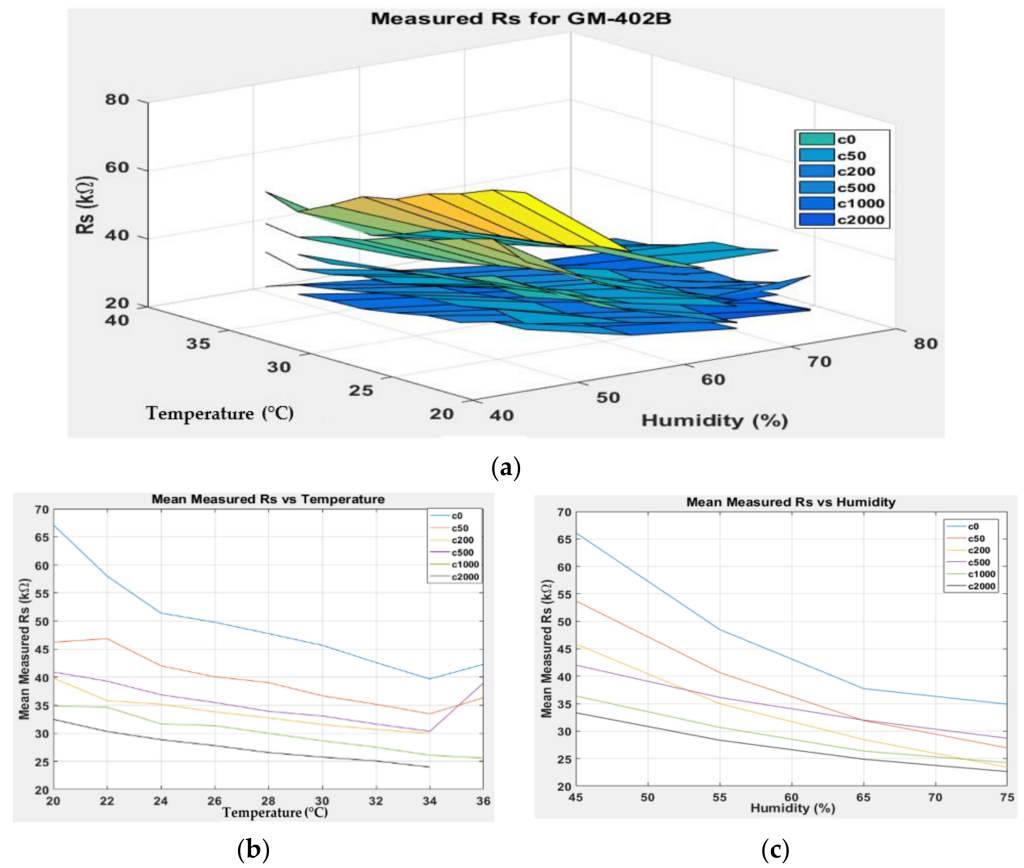 Measured Rs for GM-402B
80
60
40
20
Rs (kΩ)
40
35
30
25
20
Temperature (°C)
40
50
60
70
80
Humidity (%)
c0
c50
c200
c500
c1000
c2000
(a)
Mean Measured Rs vs Temperature
70
65
60
55
50
45
40
35
30
25
20
Mean Measured Rs (kΩ)
c0
c50
c200
c500
c1000
c2000
20 22 24 26 28 30 32 34 36
Temperature (°C)
(b)
Mean Measured Rs vs Humidity
70
65
60
55
50
45
40
35
30
25
20
Mean Measured Rs (kΩ)
c0
c50
c200
c500
c1000
c2000
45 50 55 60 65 70 75
Humidity (%)
(c)